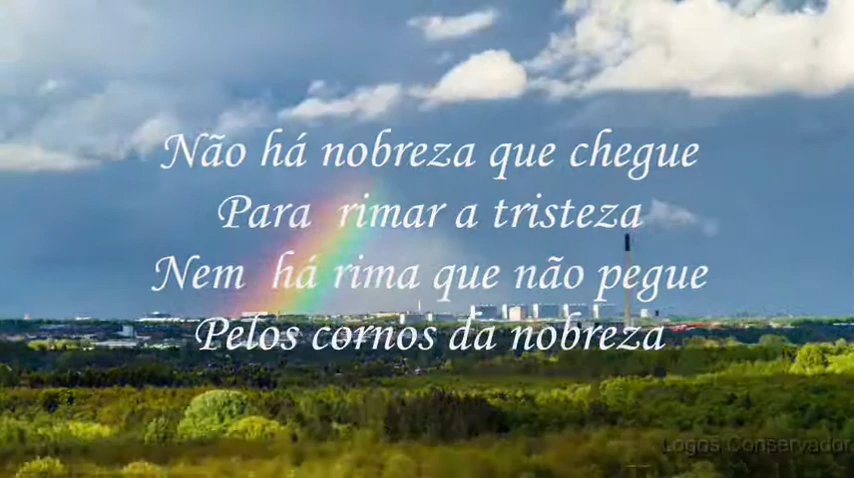 Não há nobreza que chegue
Para rimar a tristeza
Nem há rima que não pegue
Pelos cornos da nobreza
Logos Conservador